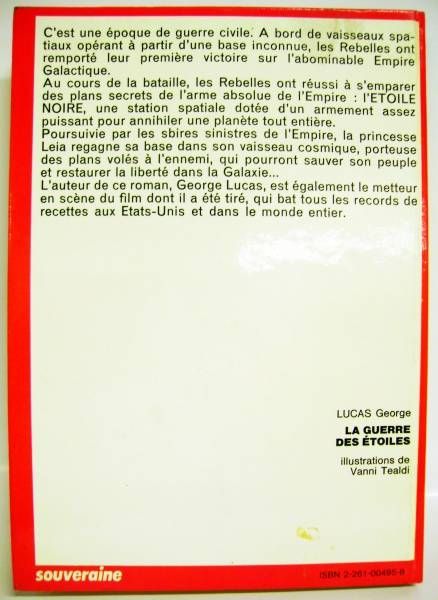 C'est une époque de guerre civile. A bord de vaisseaux spa-
tiaux opérant à partir d'une base inconnue, les Rebelles ont
remporté leur première victoire sur l'abominable Empire
Galactique.
Au cours de la bataille, les Rebelles ont réussi à s'emparer
des plans secrets de l'arme absolue de l'Empire : l'ETOILE
NOIRE, une station spatiale dotée d'un armement assez
puissant pour annihiler une planète tout entière.
Poursuivie par les sbires sinistres de l'Empire, la princesse
Leia regagne sa base dans son vaisseau cosmique, porteuse
des plans volés à l'ennemi, qui pourront sauver son peuple
et restaurer la liberté dans la Galaxie...
L'auteur de ce roman, George Lucas, est également le metteur
en scène du film dont il a été tiré, qui bat tous les records de
recettes aux Etats-Unis et dans le monde entier.
LUCAS George
LA GUERRE
DES ÉTOILES
illustrations de
Vanni Tealdi
souveraine
ISBN 2-261-00485-8